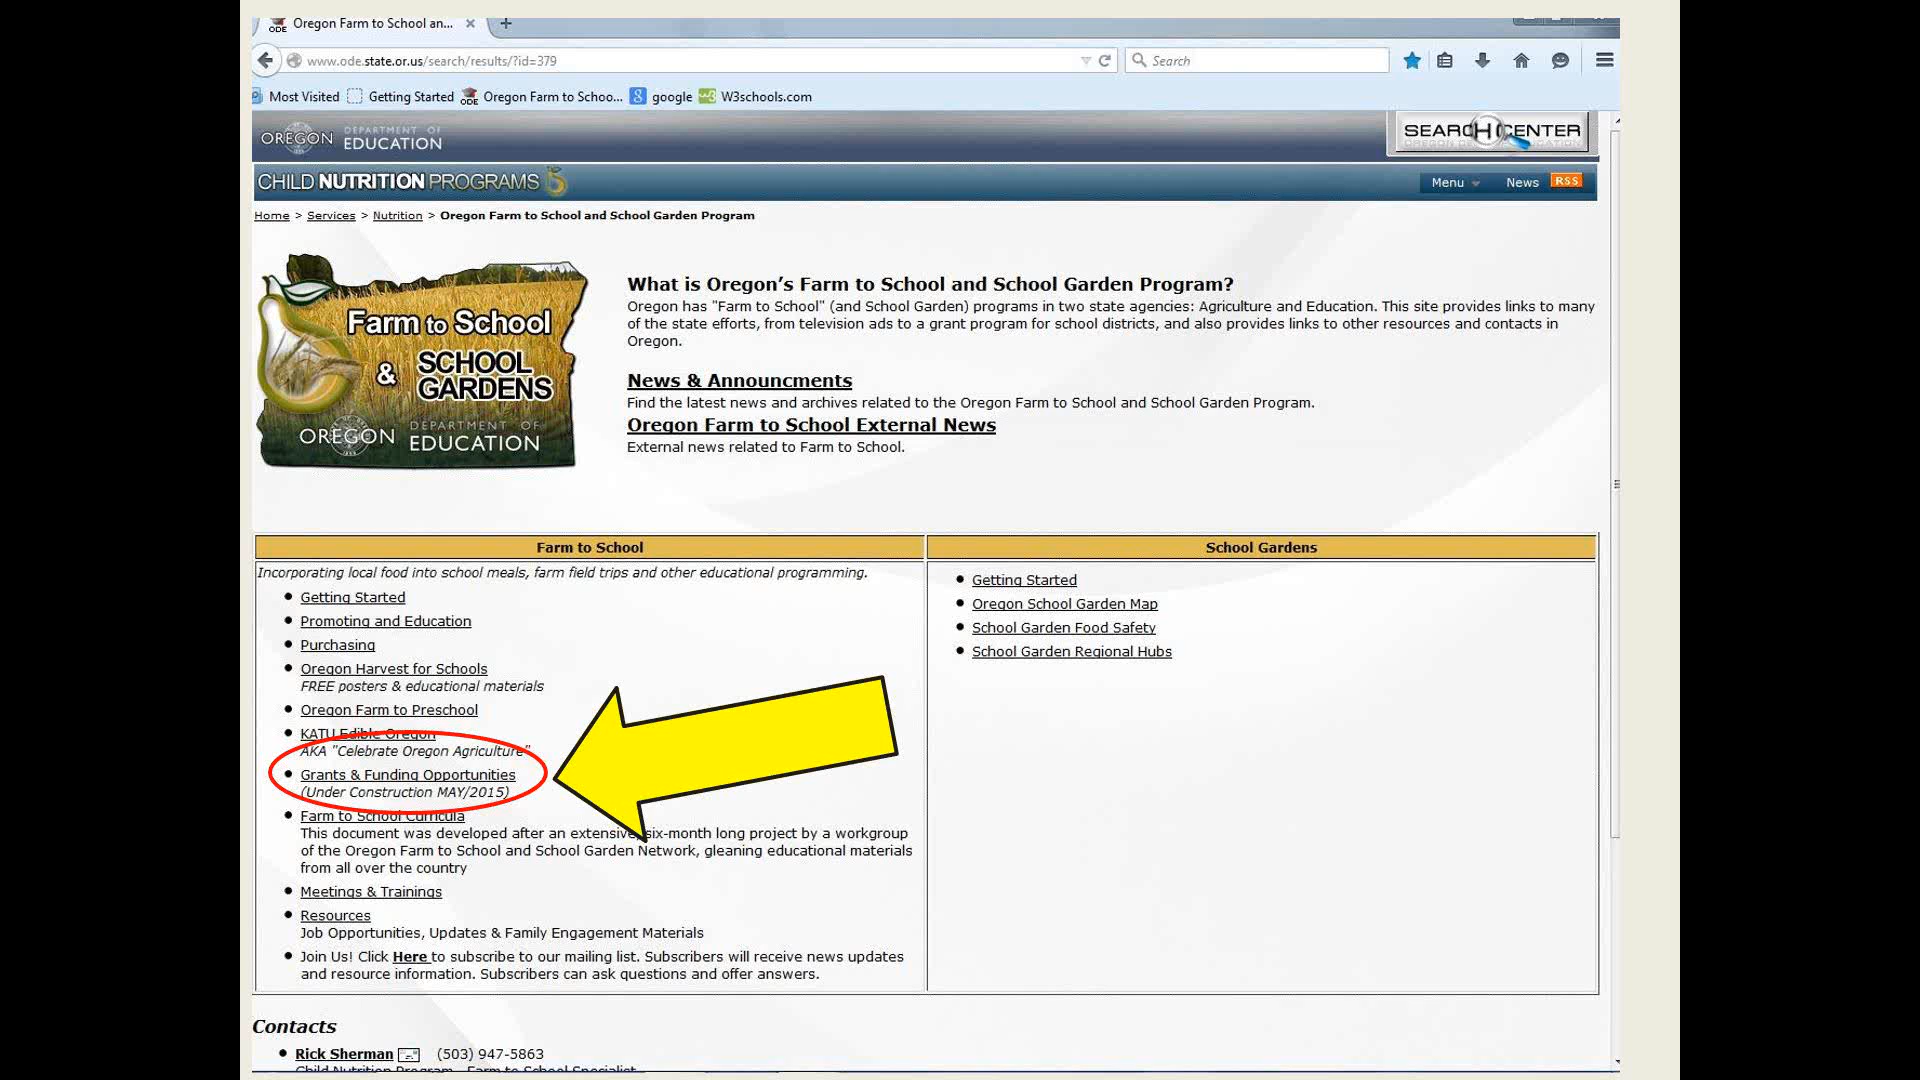 ODE Oregon Farm to School an...
www.ode.state.or.us/search/results/?id=379
Search
Most Visited Getting Started ODE Oregon Farm to Schoo... 8 google W3schools.com
OREGON DEPARTMENT OF EDUCATION
SEARCH CENTER
CHILD NUTRITION PROGRAMS
Menu News RSS
Home > Services > Nutrition > Oregon Farm to School and School Garden Program
Farm to School
& SCHOOL GARDENS
OREGON DEPARTMENT OF EDUCATION
What is Oregon’s Farm to School and School Garden Program?
Oregon has "Farm to School" (and School Garden) programs in two state agencies: Agriculture and Education. This site provides links to many
of the state efforts, from television ads to a grant program for school districts, and also provides links to other resources and contacts in
Oregon.
News & Announcments
Find the latest news and archives related to the Oregon Farm to School and School Garden Program.
Oregon Farm to School External News
External news related to Farm to School.
Farm to School
Incorporating local food into school meals, farm field trips and other educational programming.
Getting Started
Promoting and Education
Purchasing
Oregon Harvest for Schools
FREE posters & educational materials
Oregon Farm to Preschool
KATU Edible Oregon
AKA "Celebrate Oregon Agriculture"
Grants & Funding Opportunities
(Under Construction MAY/2015)
Farm to School Curricula
This document was developed after an extensive, six-month long project by a workgroup
of the Oregon Farm to School and School Garden Network, gleaning educational materials
from all over the country
Meetings & Trainings
Resources
Job Opportunities, Updates & Family Engagement Materials
Join Us! Click Here to subscribe to our mailing list. Subscribers will receive news updates
and resource information. Subscribers can ask questions and offer answers.
School Gardens
Getting Started
Oregon School Garden Map
School Garden Food Safety
School Garden Regional Hubs
Contacts
Rick Sherman (503) 947-5863
Child Nutrition Program - Farm to School Specialist